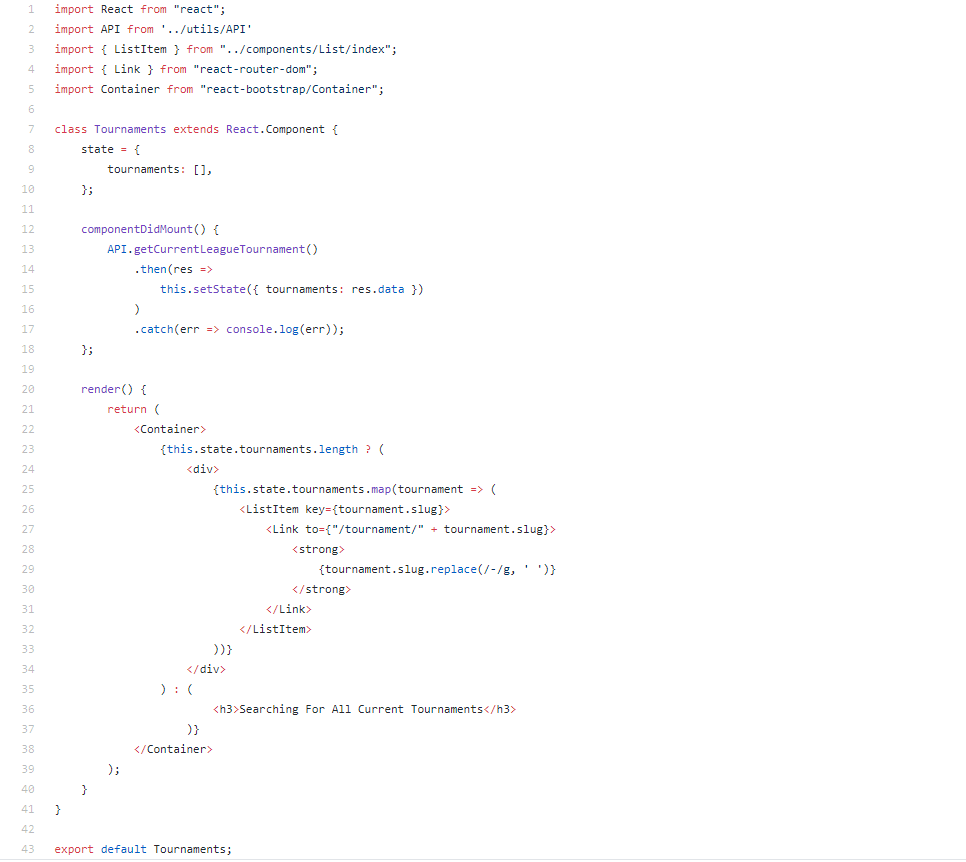 1 import React from "react";
2 import API from '../utils/API'
3 import { ListItem } from "../components/List/index";
4 import { Link } from "react-router-dom";
5 import Container from "react-bootstrap/Container";
6
7 class Tournaments extends React.Component {
8     state = {
9         tournaments: [],
10     };
11
12     componentDidMount() {
13         API.getCurrentLeagueTournament()
14             .then(res =>
15                 this.setState({ tournaments: res.data })
16             )
17             .catch(err => console.log(err));
18     };
19
20     render() {
21         return (
22             <Container>
23                 {this.state.tournaments.length ? (
24                     <div>
25                         {this.state.tournaments.map(tournament => (
26                             <ListItem key={tournament.slug}>
27                                 <Link to={"/tournament/" + tournament.slug}>
28                                     <strong>
29                                         {tournament.slug.replace(/-/g, ' ')}
30                                     </strong>
31                                 </Link>
32                             </ListItem>
33                         ))}
34                     </div>
35                 ) : (
36                         <h3>Searching For All Current Tournaments</h3>
37                     )}
38             </Container>
39         );
40     }
41 }
42
43 export default Tournaments;